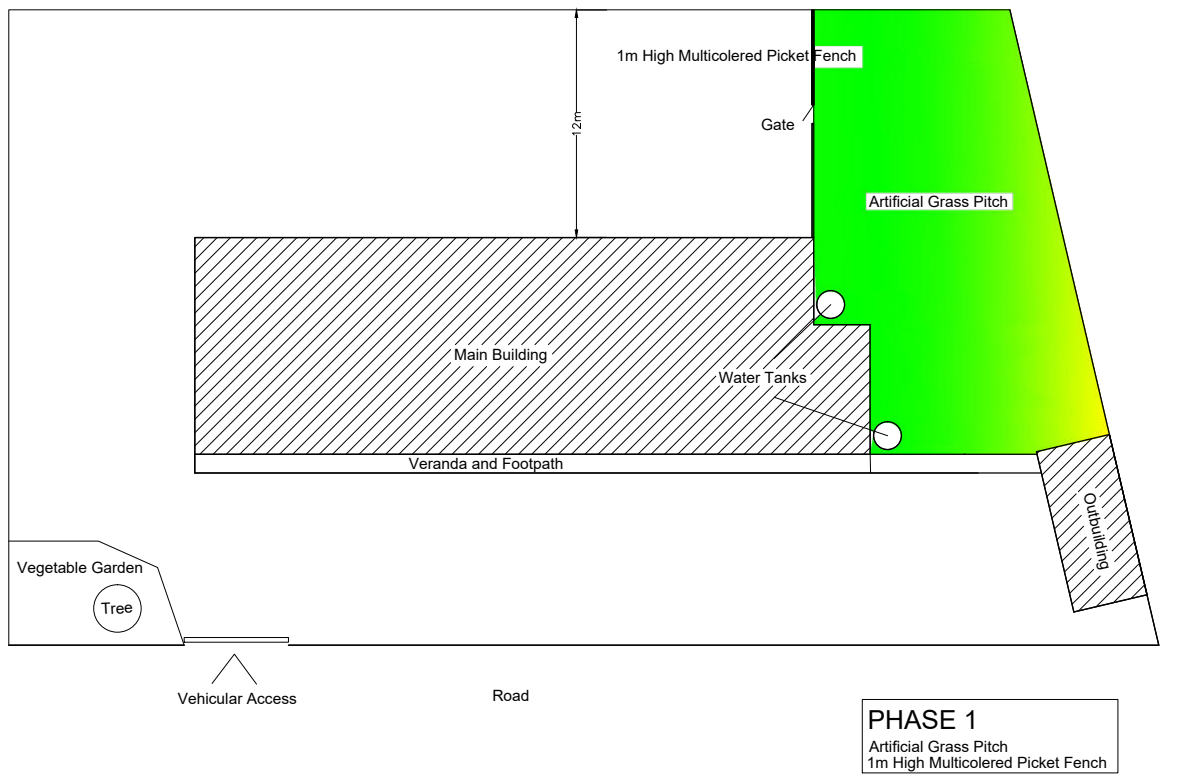 1m High Multicolered Picket Fench
12m
Gate
Artificial Grass Pitch
Main Building
Water Tanks
Veranda and Footpath
Outbuilding
Vegetable Garden
Tree
Vehicular Access
Road
PHASE 1
Artificial Grass Pitch
1m High Multicolered Picket Fench